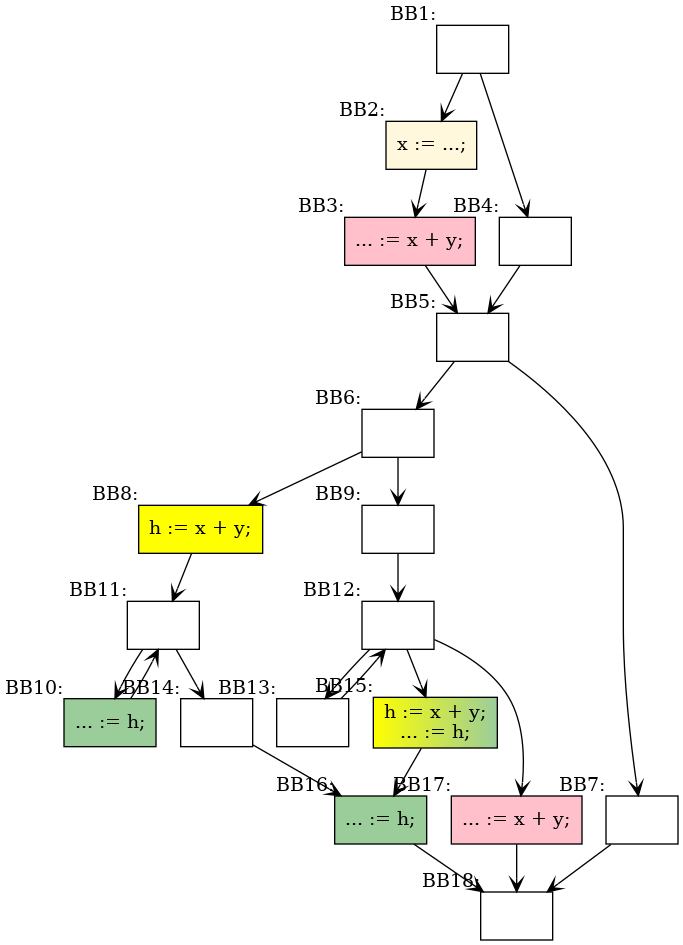 BB1:
BB2:
x := ...;
BB3:
... := x + y;
BB4:
BB5:
BB6:
BB8:
h := x + y;
BB9:
BB11:
BB12:
BB10:
... := h;
BB14:
BB13:
BB15:
h := x + y;
... := h;
BB16:
... := h;
BB17:
... := x + y;
BB7:
BB18: